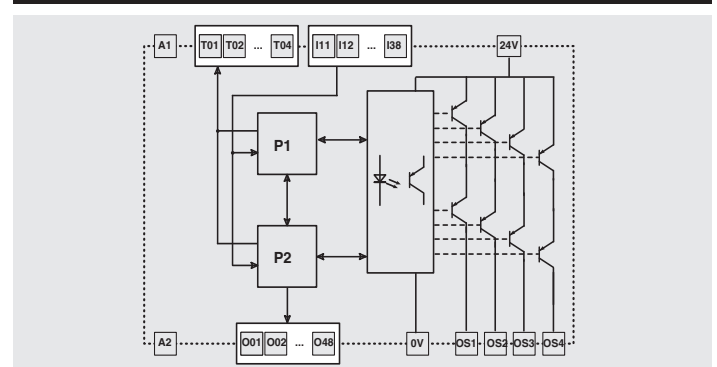 A1 T01 T02 ... T04 I11 I12 ... I38 24V
P1
P2
A2 O01 O02 ... O48 0V OS1 OS2 OS3 OS4